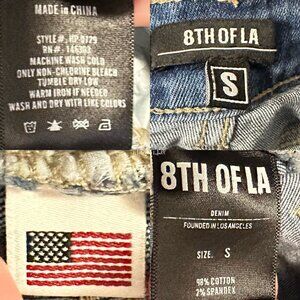 MADE IN CHINA
STYLE #: HP-0779
RN #: 146303
MACHINE WASH COLD
ONLY NON-CHLORINE BLEACH
TUMBLE DRY LOW
WARM IRON IF NEEDED
WASH AND DRY WITH LIKE COLORS
8TH OF LA
S
8TH OF LA
DENIM
FOUNDED IN LOS ANGELES
SIZE: S
98% COTTON
2% SPANDEX